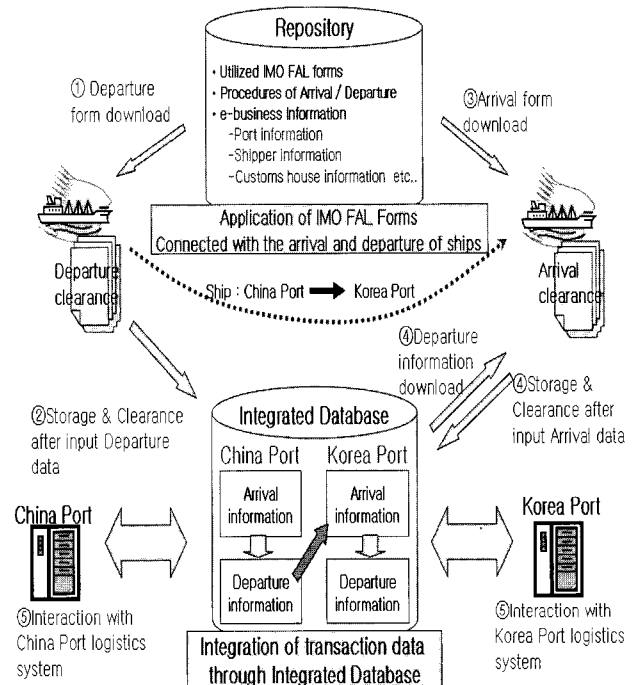 Repository
• Utilized IMO FAL forms
• Procedures of Arrival / Departure
• e-business Information
-Port information
-Shipper information
-Customs house information etc..
① Departure
form download
③Arrival form
download
Application of IMO FAL Forms
Connected with the arrival and departure of ships
Departure
clearance
Ship : China Port
Korea Port
Arrival
clearance
④Departure
information
download
④Storage &
Clearance after
input Arrival data
②Storage & Clearance
after input Departure
data
Integrated Database
China Port
Korea Port
Arrival
information
Arrival
information
Departure
information
Departure
information
China Port
Korea Port
⑤Interaction with
China Port logistics
system
⑤Interaction with
Korea Port logistics
system
Integration of transaction data
through Integrated Database